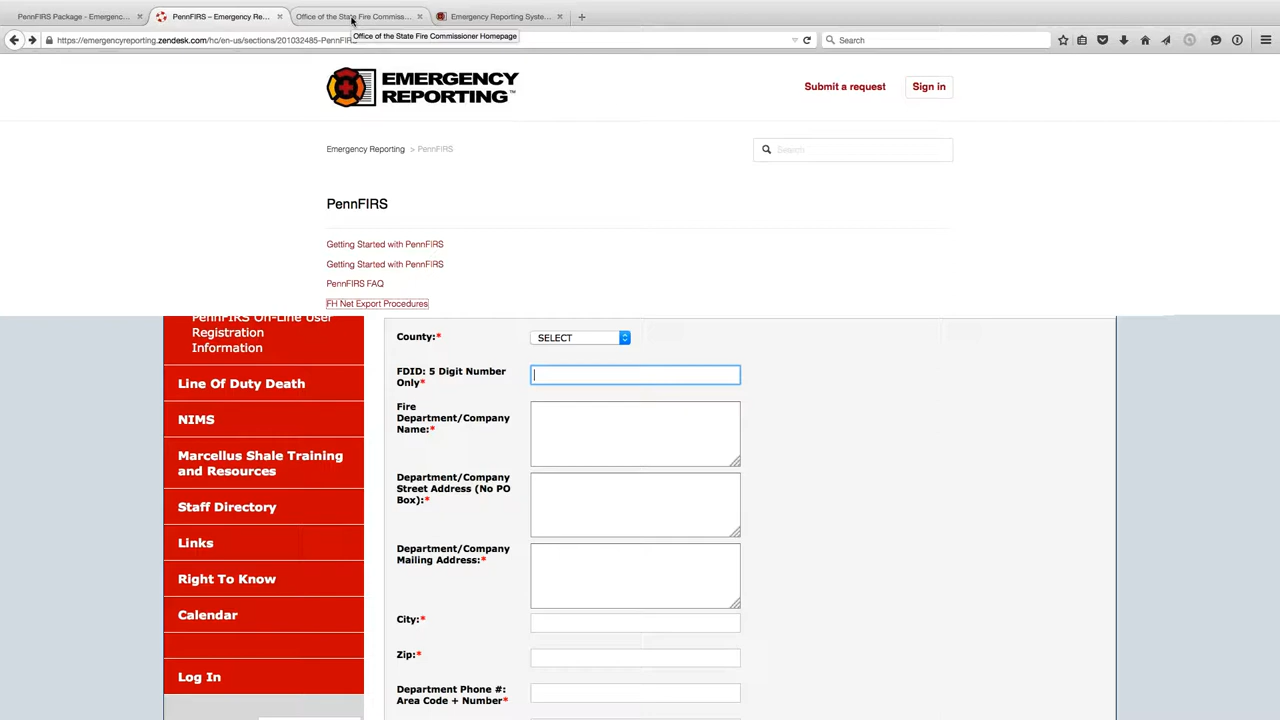 PennFIRS Package - Emergenc...
PennFIRS – Emergency Re...
Office of the State Fire Commiss...
Emergency Reporting Syste...
https://emergencyreporting.zendesk.com/hc/en-us/sections/201032485-PennFIR
Office of the State Fire Commissioner Homepage
Search
EMERGENCY
REPORTING™
Submit a request
Sign in
Emergency Reporting > PennFIRS
Search
PennFIRS
Getting Started with PennFIRS
Getting Started with PennFIRS
PennFIRS FAQ
FH Net Export Procedures
PennFIRS On-Line User
Registration
Information
Line Of Duty Death
NIMS
Marcellus Shale Training
and Resources
Staff Directory
Links
Right To Know
Calendar
Log In
County:*
SELECT
FDID: 5 Digit Number
Only*
Fire
Department/Company
Name:*
Department/Company
Street Address (No PO
Box):*
Department/Company
Mailing Address:*
City:*
Zip:*
Department Phone #:
Area Code + Number*